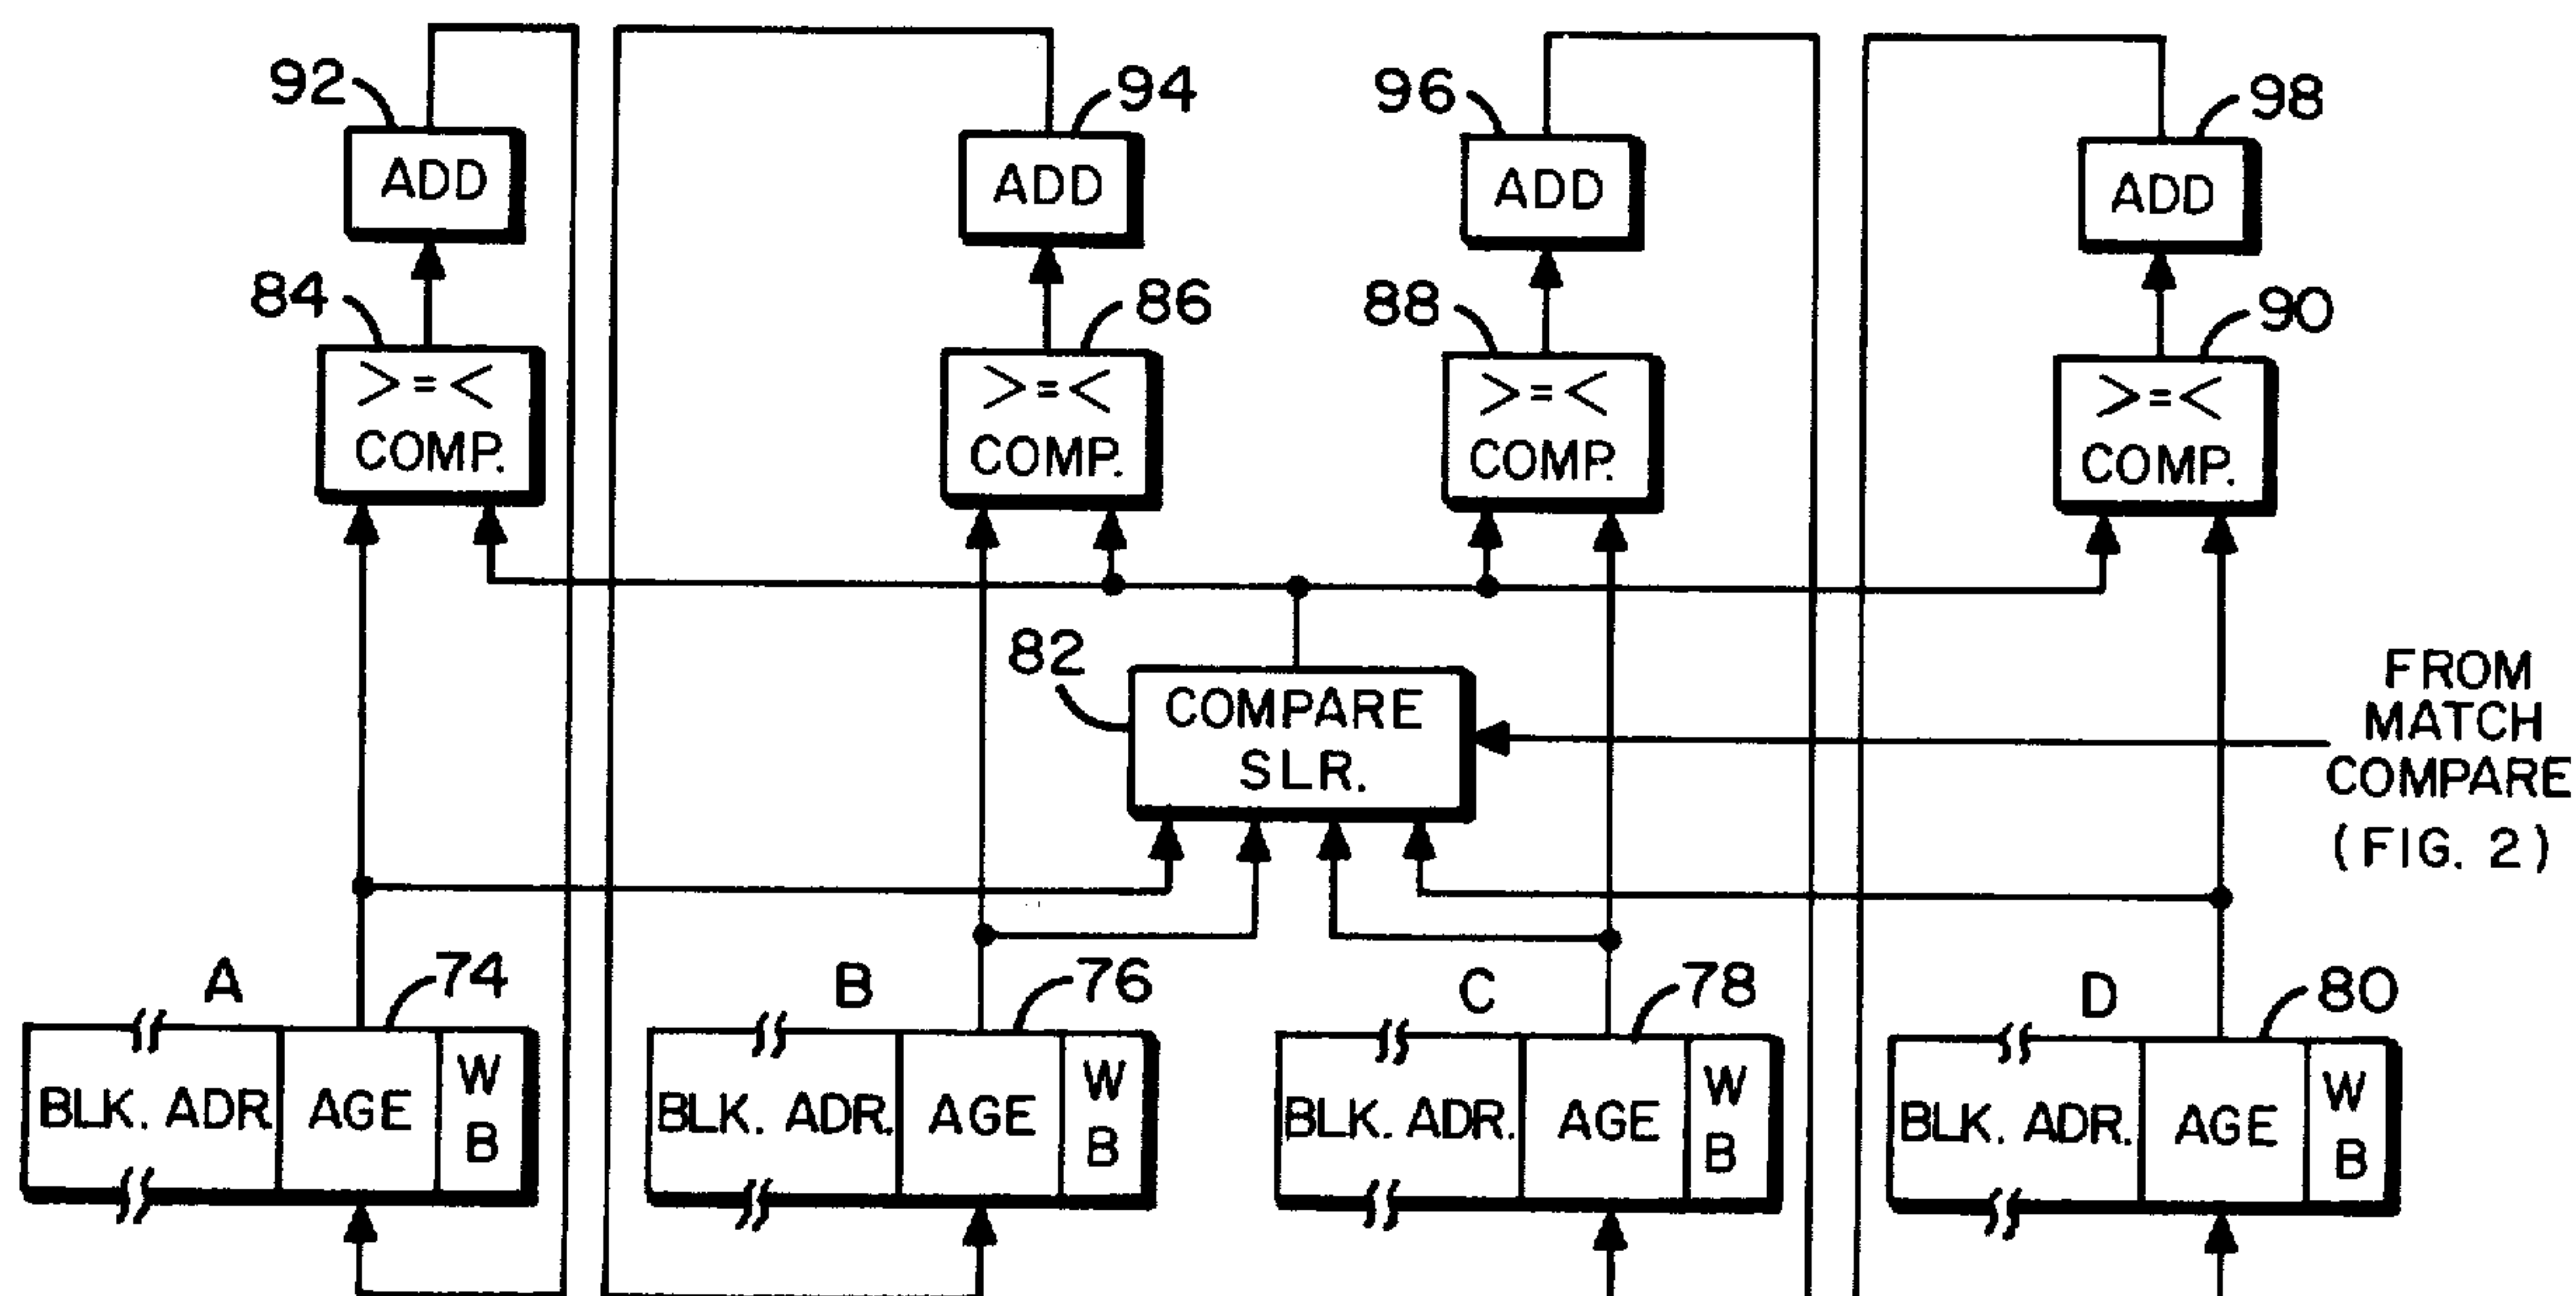 92
94
96
98
ADD
ADD
ADD
ADD
84
86
88
90
>=<
COMP.
>=<
COMP.
>=<
COMP.
>=<
COMP.
82
COMPARE
SLR.
FROM
MATCH
COMPARE
(FIG. 2)
A
74
B
76
C
78
D
80
BLK. ADR.
AGE
W
B
BLK. ADR.
AGE
W
B
BLK. ADR.
AGE
W
B
BLK. ADR.
AGE
W
B